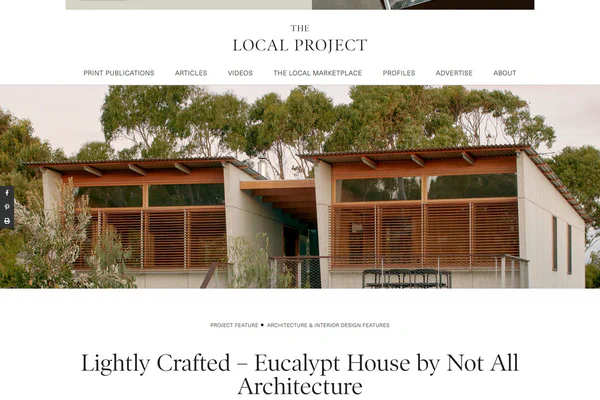 THE
LOCAL PROJECT
PRINT PUBLICATIONS ARTICLES VIDEOS THE LOCAL MARKETPLACE PROFILES ADVERTISE ABOUT
PROJECT FEATURE • ARCHITECTURE & INTERIOR DESIGN FEATURES
Lightly Crafted – Eucalypt House by Not All
Architecture